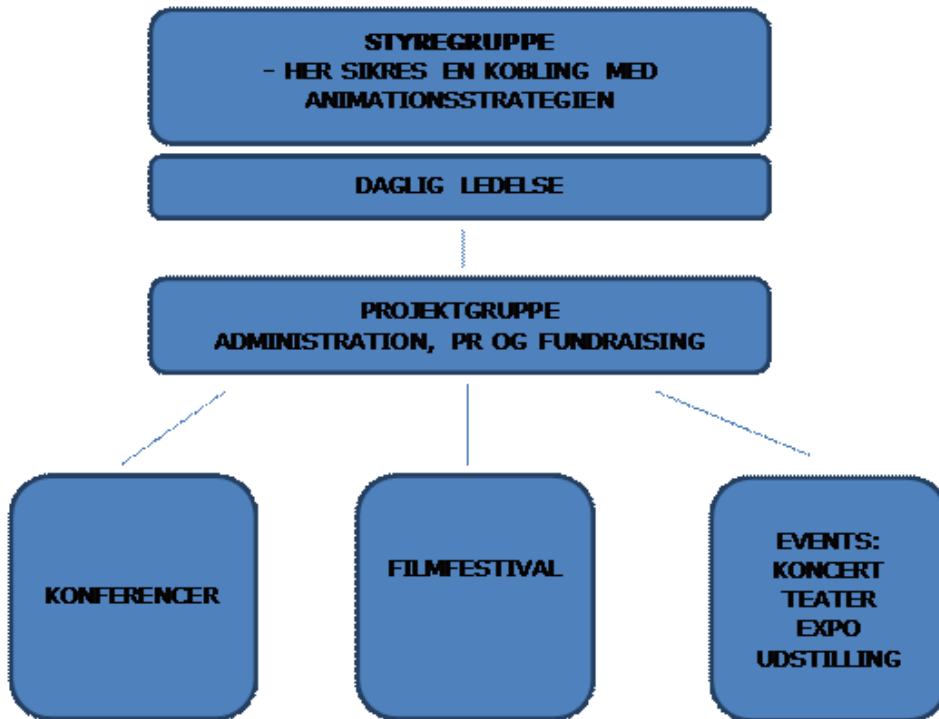 STYREGRUPPE
- HER SIKRES EN KOBLING MED
ANIMATIONSSTRATEGIEN
DAGLIG LEDELSE
PROJEKTGRUPPE
ADMINISTRATION, PR OG FUNDRAISING
KONFERENCER
FILMFESTIVAL
EVENTS:
KONCERT
TEATER
EXPO
UDSTILLING